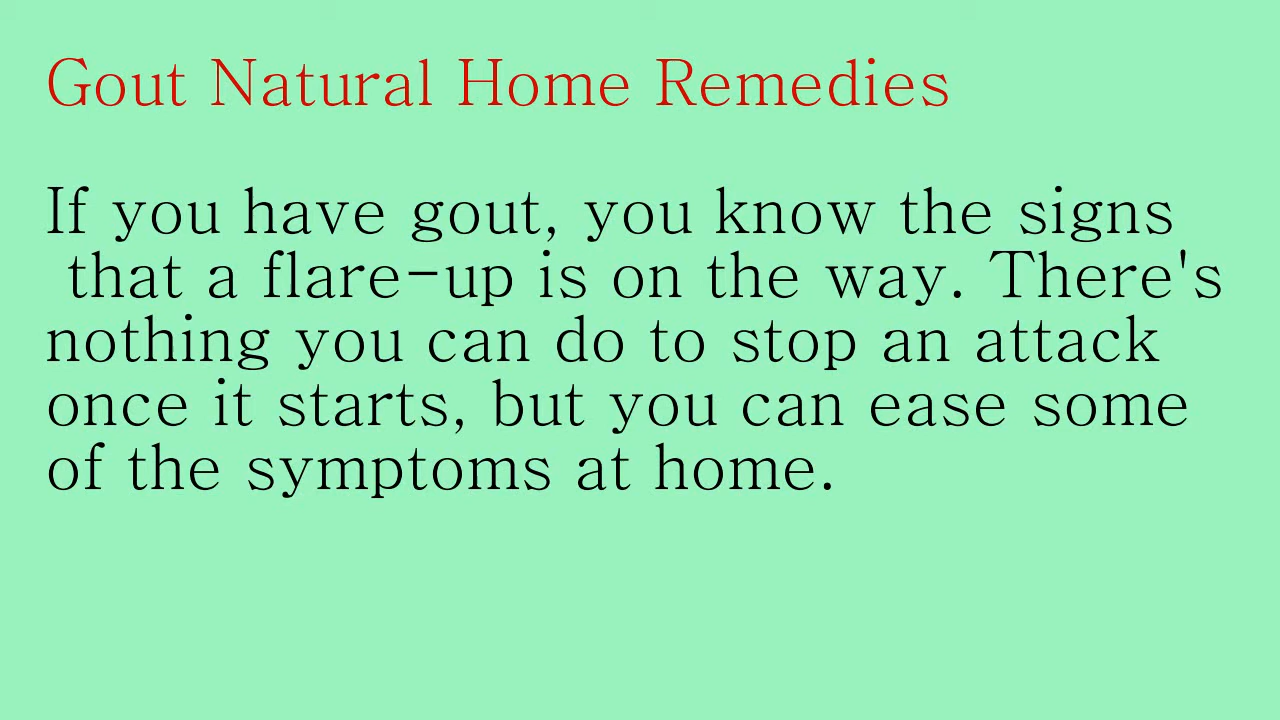 Gout Natural Home Remedies
If you have gout, you know the signs
that a flare-up is on the way. There's
nothing you can do to stop an attack
once it starts, but you can ease some
of the symptoms at home.